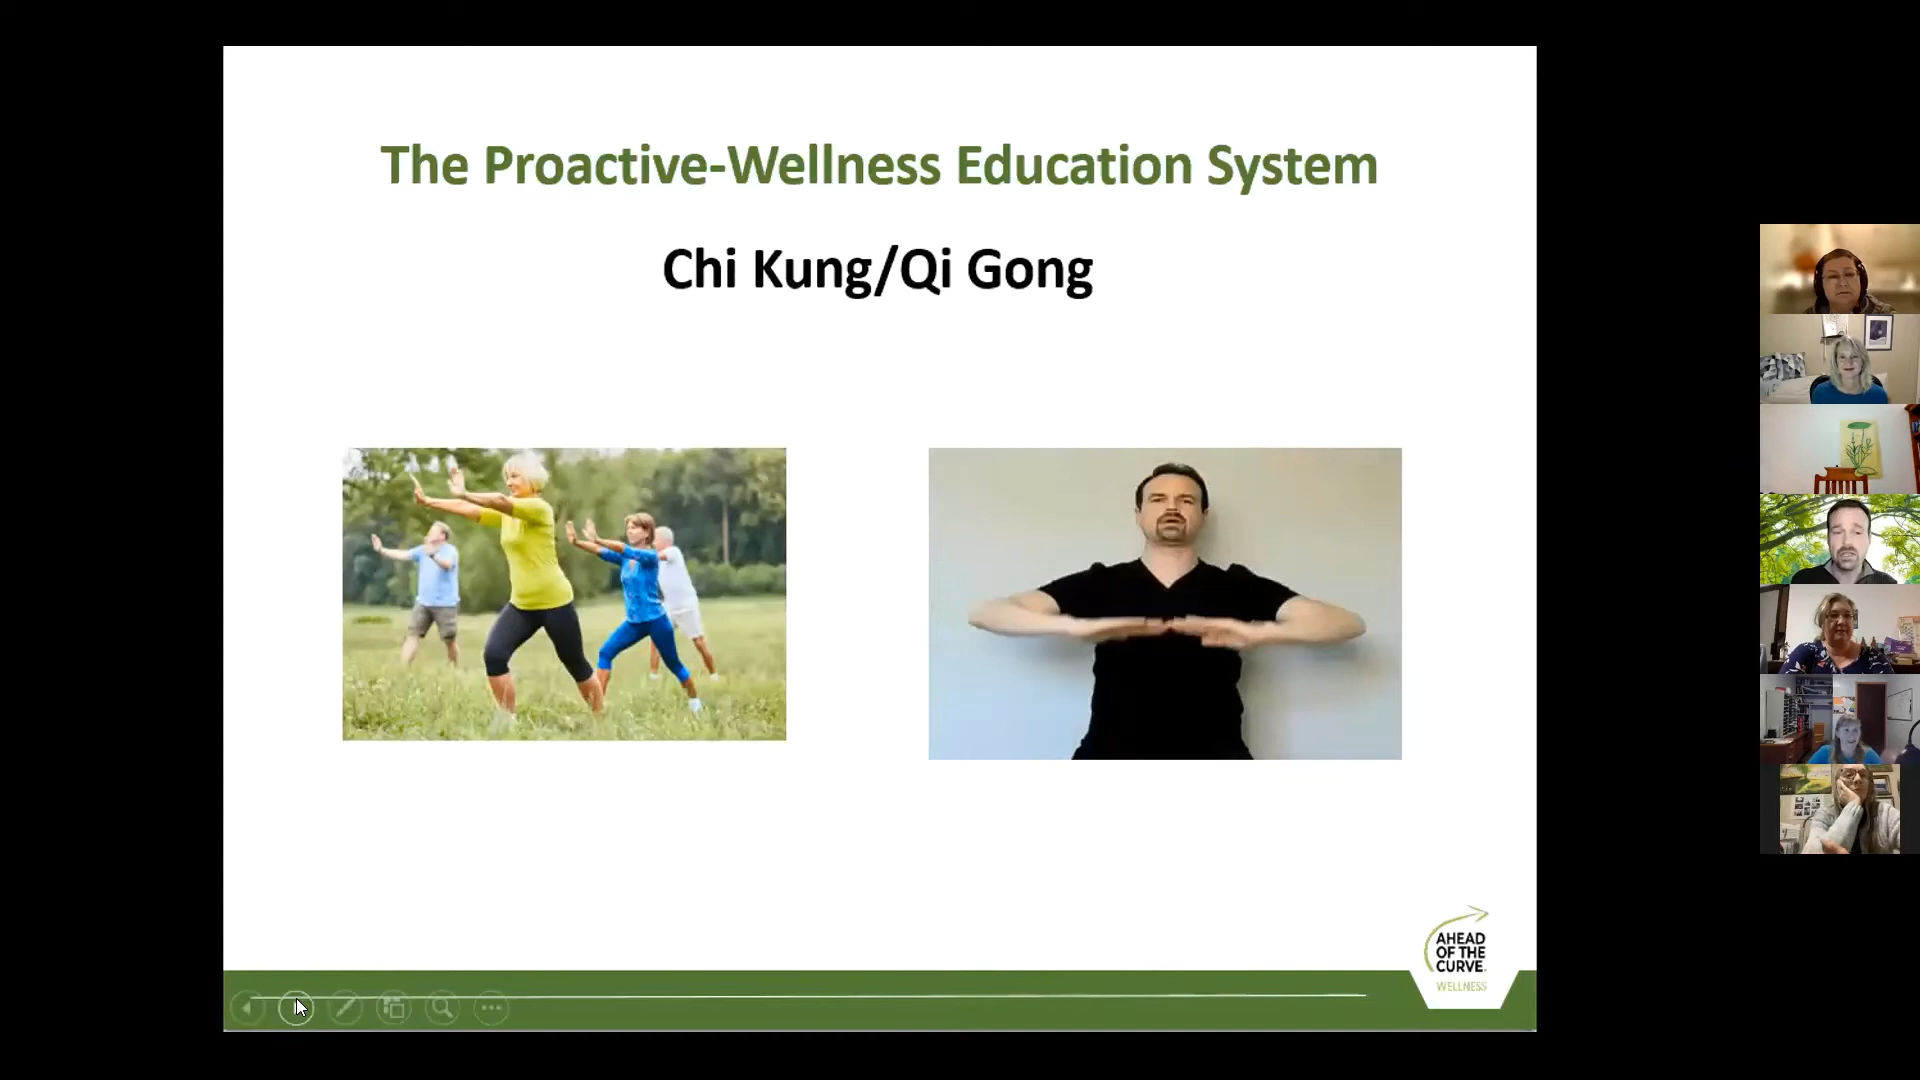 The Proactive-Wellness Education System
Chi Kung/Qi Gong
AHEAD
OF THE
CURVE.
WELLNESS